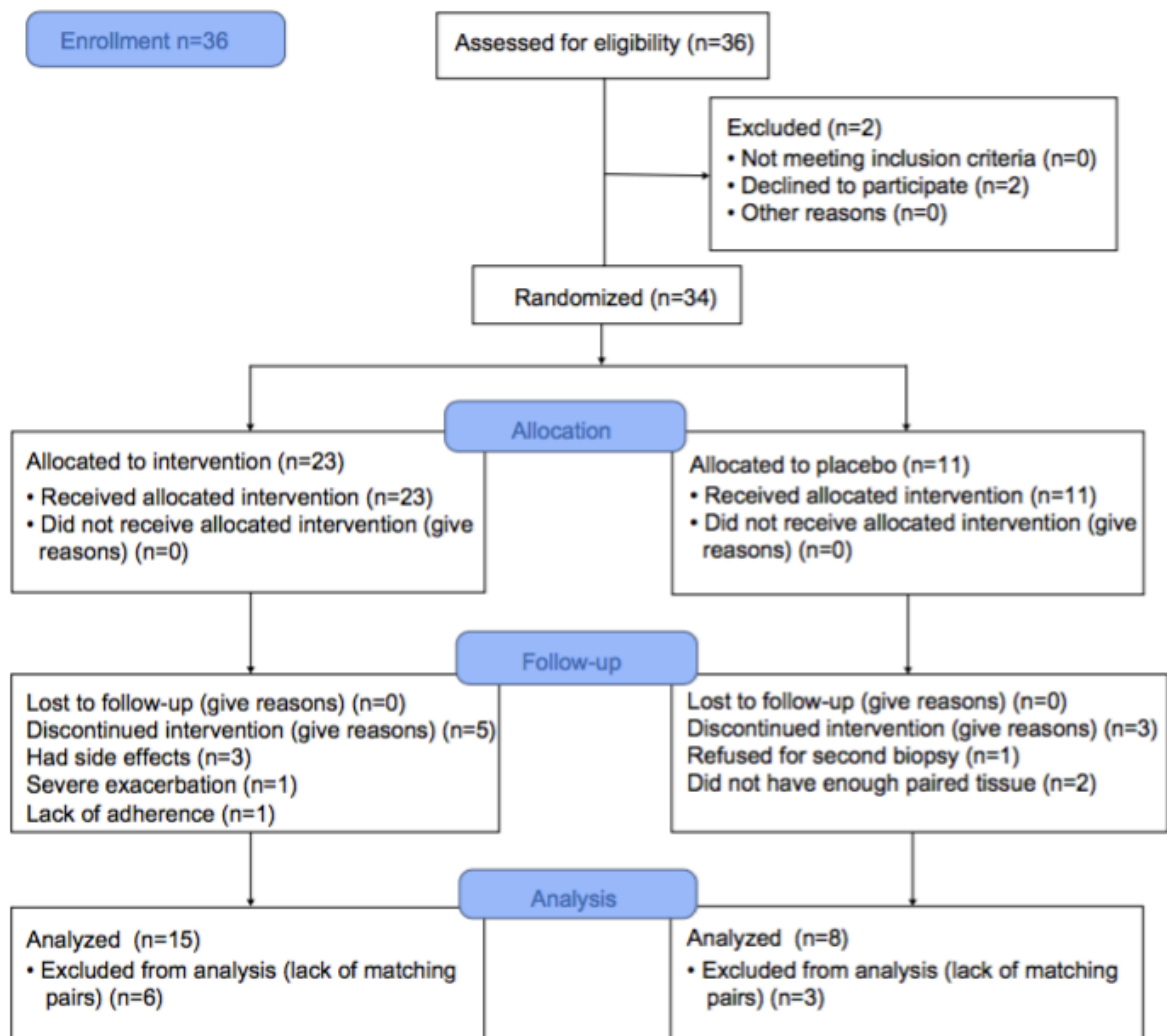 Enrollment n=36
Assessed for eligibility (n=36)
Excluded (n=2)
• Not meeting inclusion criteria (n=0)
• Declined to participate (n=2)
• Other reasons (n=0)
Randomized (n=34)
Allocation
Allocated to intervention (n=23)
• Received allocated intervention (n=23)
• Did not receive allocated intervention (give
reasons) (n=0)
Allocated to placebo (n=11)
• Received allocated intervention (n=11)
• Did not receive allocated intervention (give
reasons) (n=0)
Follow-up
Lost to follow-up (give reasons) (n=0)
Discontinued intervention (give reasons) (n=5)
Had side effects (n=3)
Severe exacerbation (n=1)
Lack of adherence (n=1)
Lost to follow-up (give reasons) (n=0)
Discontinued intervention (give reasons) (n=3)
Refused for second biopsy (n=1)
Did not have enough paired tissue (n=2)
Analysis
Analyzed (n=15)
• Excluded from analysis (lack of matching
pairs) (n=6)
Analyzed (n=8)
• Excluded from analysis (lack of matching
pairs) (n=3)